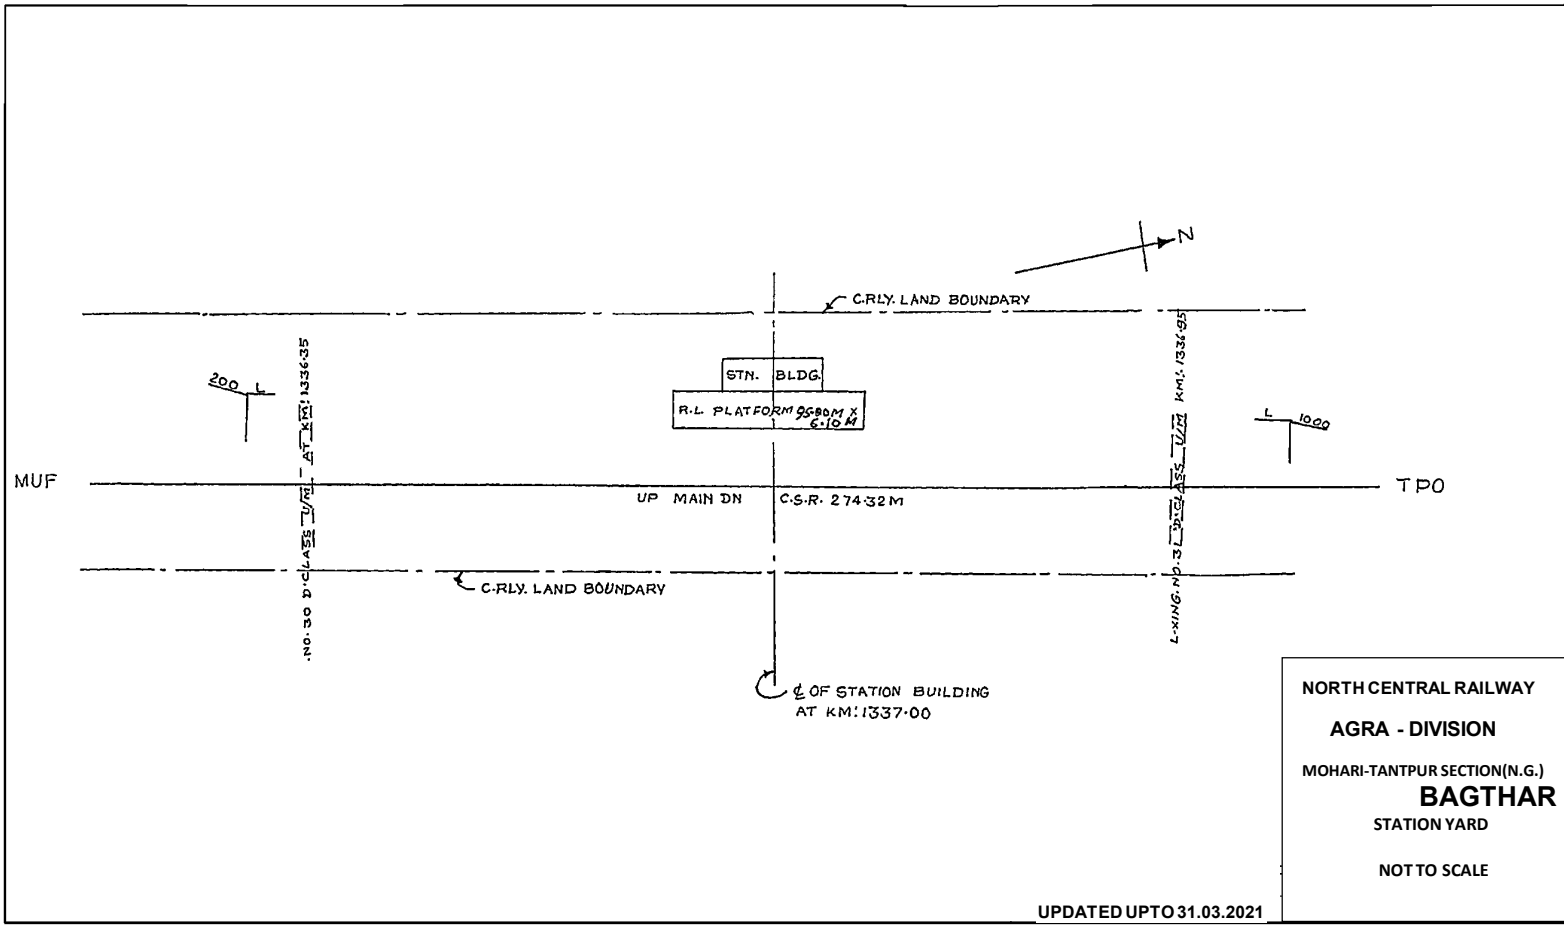 N
C.RLY. LAND BOUNDARY
.NO.30 D.CLASS U/M AT KM:1336.35
200 L
STN. BLDG.
R.L. PLATFORM 95.80M X
6.10 M
L-XING.NO.31 'D'CLASS U/M KM:1336.95
L 1000
MUF
UP MAIN DN C.S.R. 274.32M
TPO
C.RLY. LAND BOUNDARY
℄ OF STATION BUILDING
AT KM:1337.00
NORTH CENTRAL RAILWAY
AGRA - DIVISION
MOHARI-TANTPUR SECTION(N.G.)
BAGTHAR
STATION YARD
NOT TO SCALE
UPDATED UPTO 31.03.2021